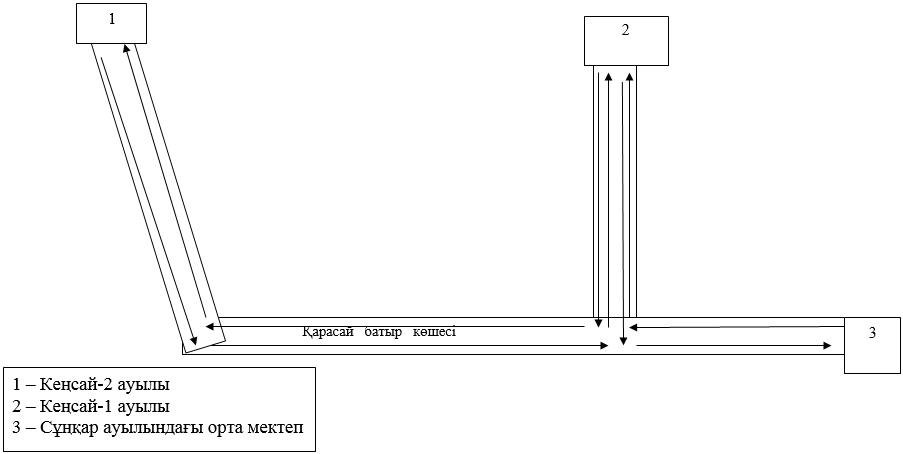 1
2
Қарасай батыр көшесі
3
1 – Кеңсай-2 ауылы
2 – Кеңсай-1 ауылы
3 – Сұңқар ауылындағы орта мектеп